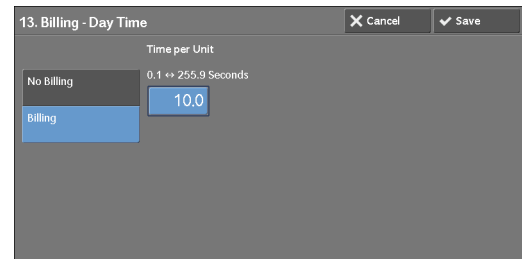 13. Billing - Day Time
Cancel
Save
Time per Unit
No Billing
0.1 ↔ 255.9 Seconds
10.0
Billing